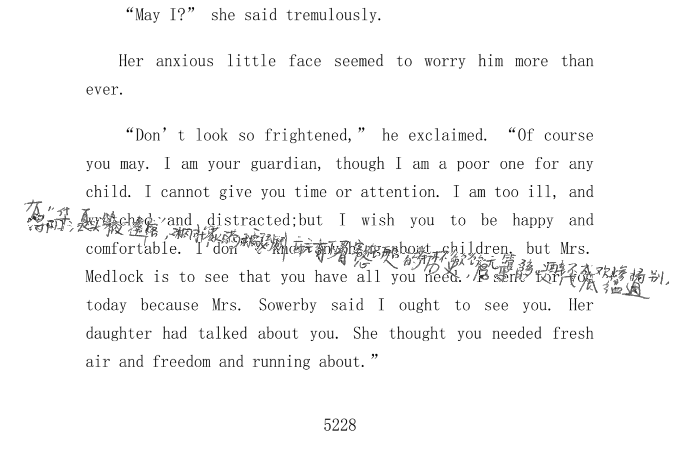 “May I?” she said tremulously.
Her anxious little face seemed to worry him more than
ever.
“Don’t look so frightened,” he exclaimed. “Of course
you may. I am your guardian, though I am a poor one for any
child. I cannot give you time or attention. I am too ill, and
wretched and distracted;but I wish you to be happy and
comfortable. I don’t know anything about children, but Mrs.
Medlock is to see that you have all you need. I sent for you
today because Mrs. Sowerby said I ought to see you. Her
daughter had talked about you. She thought you needed fresh
air and freedom and running about.”
5228